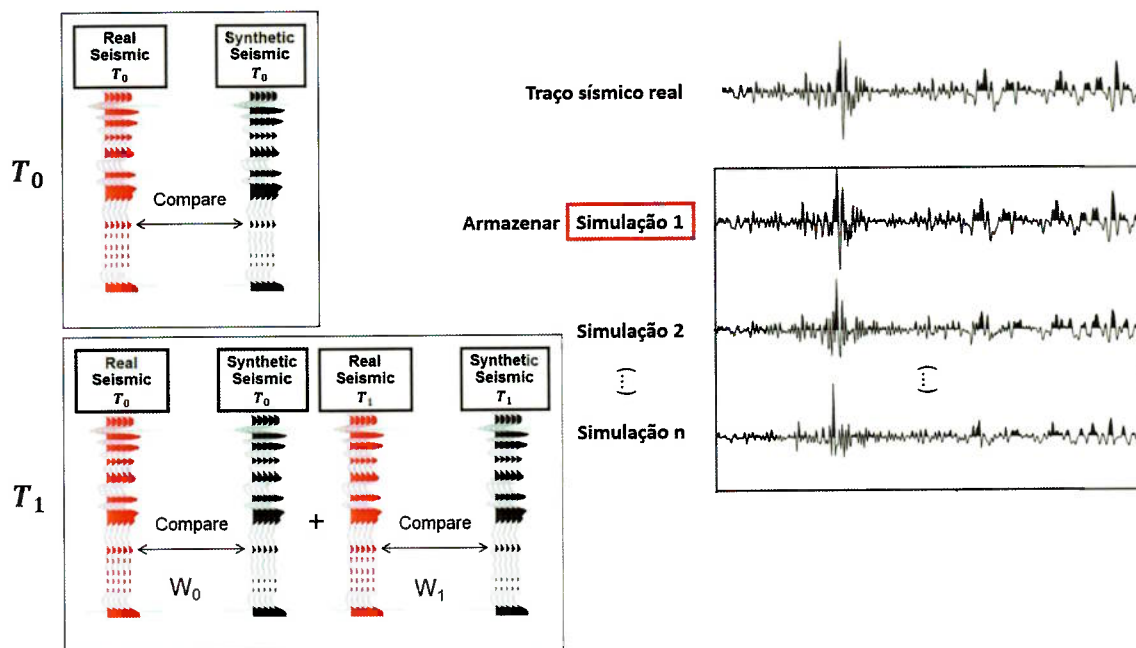 Real
Seismic
T₀
Synthetic
Seismic
T₀
T₀
Compare
Real
Seismic
T₀
Synthetic
Seismic
T₀
Real
Seismic
T₁
Synthetic
Seismic
T₁
T₁
Compare
+
Compare
W₀
W₁
Traço sísmico real
Armazenar Simulação 1
Simulação 2
(...)
(...)
Simulação n